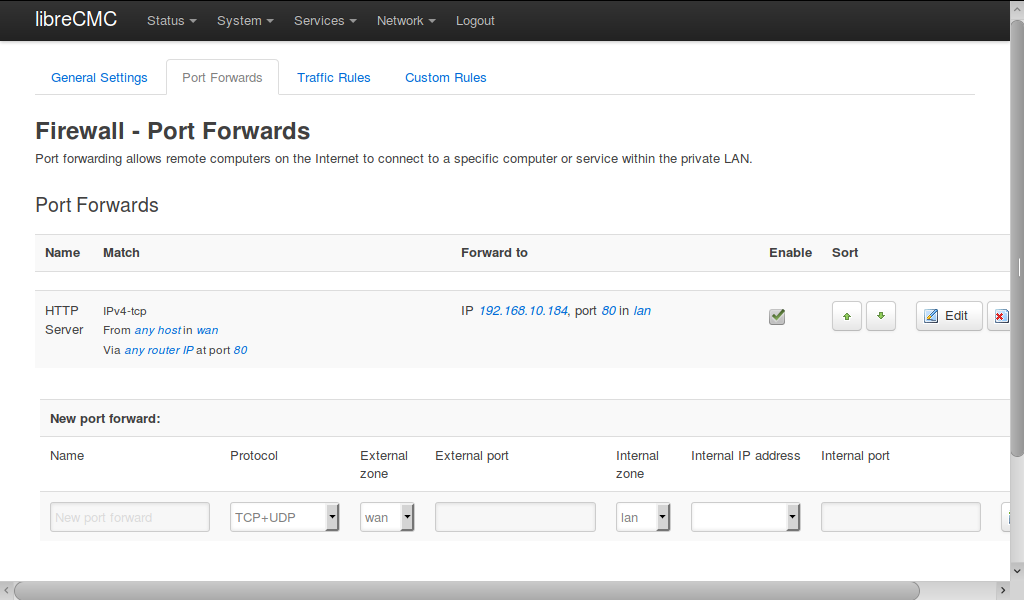 libreCMC Status System Services Network Logout
General Settings Port Forwards Traffic Rules Custom Rules
Firewall - Port Forwards
Port forwarding allows remote computers on the Internet to connect to a specific computer or service within the private LAN.
Port Forwards
Name Match Forward to Enable Sort
HTTP Server
IPv4-tcp
From any host in wan
Via any router IP at port 80
IP 192.168.10.184, port 80 in lan
Edit
New port forward:
Name Protocol External zone External port Internal zone Internal IP address Internal port
New port forward TCP+UDP wan lan